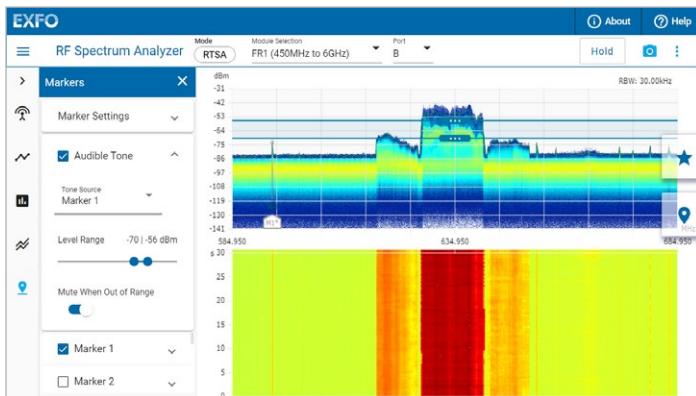 EXFO
About
Help
RF Spectrum Analyzer
Mode
RTSA
Module Selection
FR1 (450MHz to 6GHz)
Port
B
Hold
Markers
Marker Settings
Audible Tone
Tone Source
Marker 1
Level Range
-70 | -56 dBm
Mute When Out of Range
Marker 1
Marker 2
dBm
RBW: 30.00kHz
-31
-42
-53
-64
-75
-86
-97
-108
-119
-130
-141
M1*
584.950
634.950
684.950
MHz
s 30
25
20
15
10
5
0